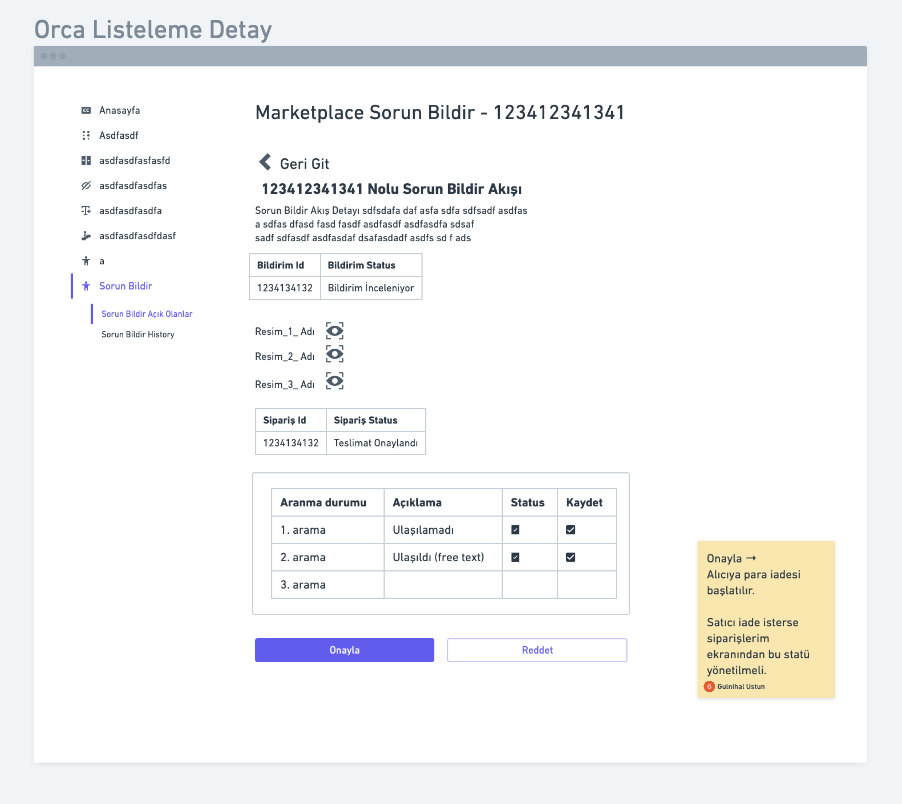 Orca Listeleme Detay
Anasayfa
Asdfasdf
asdfasdfasfasfd
asdfasdfasdfas
asdfasdfasdfa
asdfasdfasdfdasf
a
Sorun Bildir
Sorun Bildir Açık Olanlar
Sorun Bildir History
Marketplace Sorun Bildir - 123412341341
Geri Git
123412341341 Nolu Sorun Bildir Akışı
Sorun Bildir Akış Detayı sdfsdafa daf asfa sdfa sdfsadf asdfas
a sdfas dfasd fasd fasdf asdfasdf asdfasdfa sdsaf
sadf sdfasdf asdfasdaf dsafasdadf asdfs sd f ads
Bildirim Id Bildirim Status
1234134132 Bildirim İnceleniyor
Resim_1_ Adı
Resim_2_ Adı
Resim_3_ Adı
Sipariş Id Sipariş Status
1234134132 Teslimat Onaylandı
Aranma durumu Açıklama Status Kaydet
1. arama Ulaşılamadı
2. arama Ulaşıldı (free text)
3. arama
Onayla Reddet
Onayla →
Alıcıya para iadesi
başlatılır.
Satıcı iade isterse
siparişlerim
ekranından bu statü
yönetilmeli.
G Gulnihal Ustun